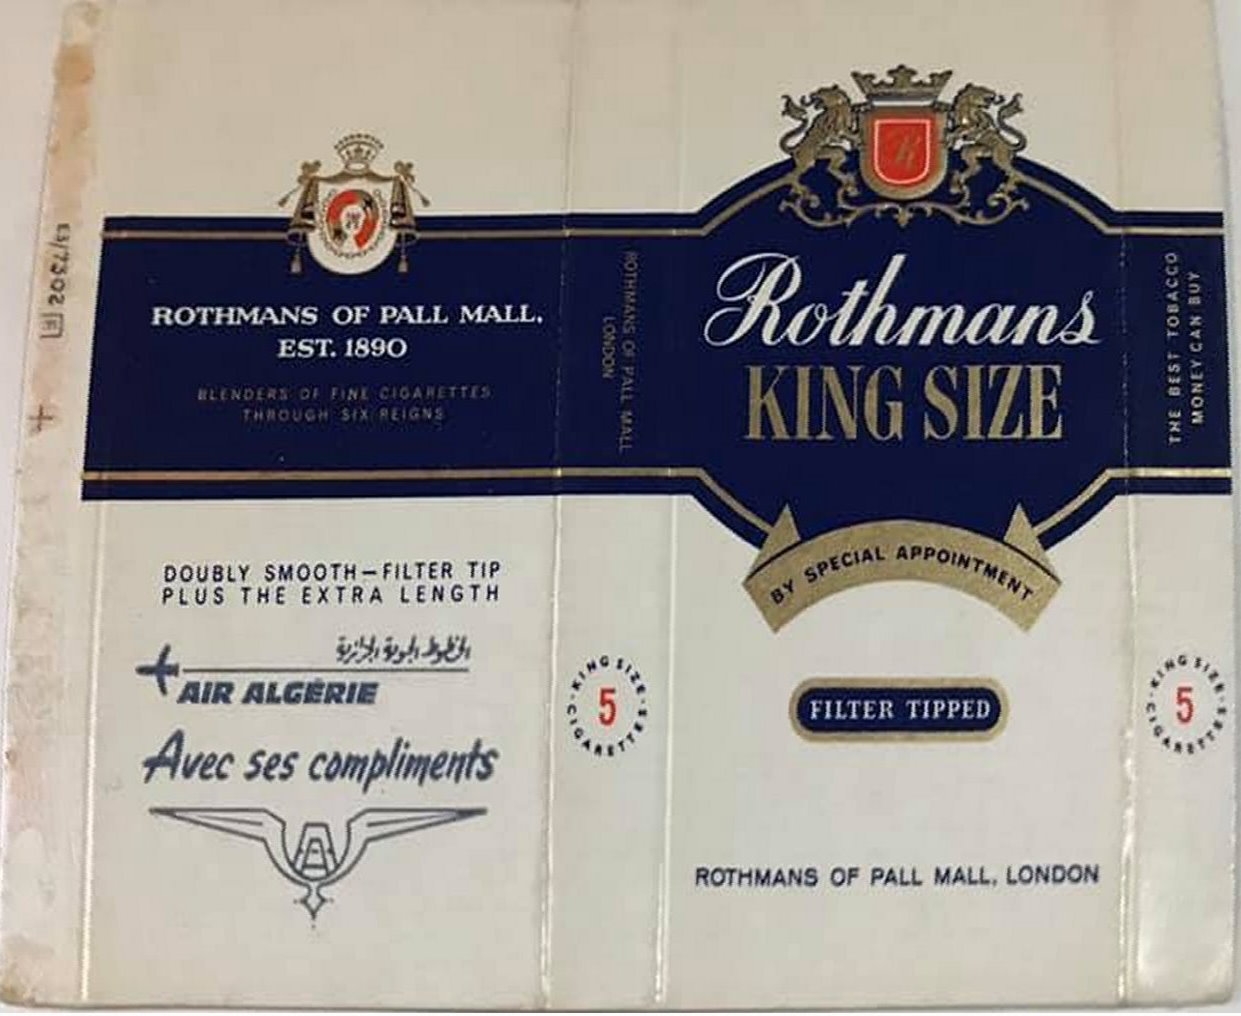 E3/7302 E
ROTHMANS OF PALL MALL.
EST. 1890
BLENDERS OF FINE CIGARETTES
THROUGH SIX REIGNS
DOUBLY SMOOTH—FILTER TIP
PLUS THE EXTRA LENGTH
الخطوط الجوية الجزائرية
AIR ALGÉRIE
Avec ses compliments
A
ROTHMANS OF PALL MALL
LONDON
KING SIZE
5
CIGARETTES
R
Rothmans
KING SIZE
BY SPECIAL APPOINTMENT
FILTER TIPPED
ROTHMANS OF PALL MALL, LONDON
THE BEST TOBACCO
MONEY CAN BUY
KING SIZE
5
CIGARETTES